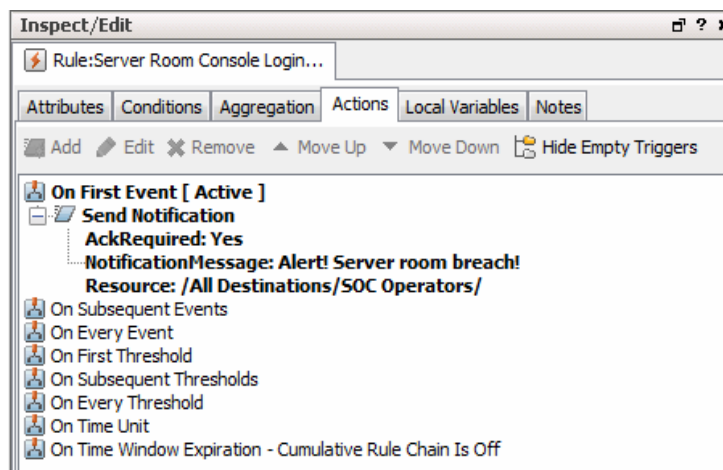 Inspect/Edit
Rule:Server Room Console Login...
Attributes Conditions Aggregation Actions Local Variables Notes
Add Edit Remove Move Up Move Down Hide Empty Triggers
On First Event [ Active ]
Send Notification
AckRequired: Yes
NotificationMessage: Alert! Server room breach!
Resource: /All Destinations/SOC Operators/
On Subsequent Events
On Every Event
On First Threshold
On Subsequent Thresholds
On Every Threshold
On Time Unit
On Time Window Expiration - Cumulative Rule Chain Is Off